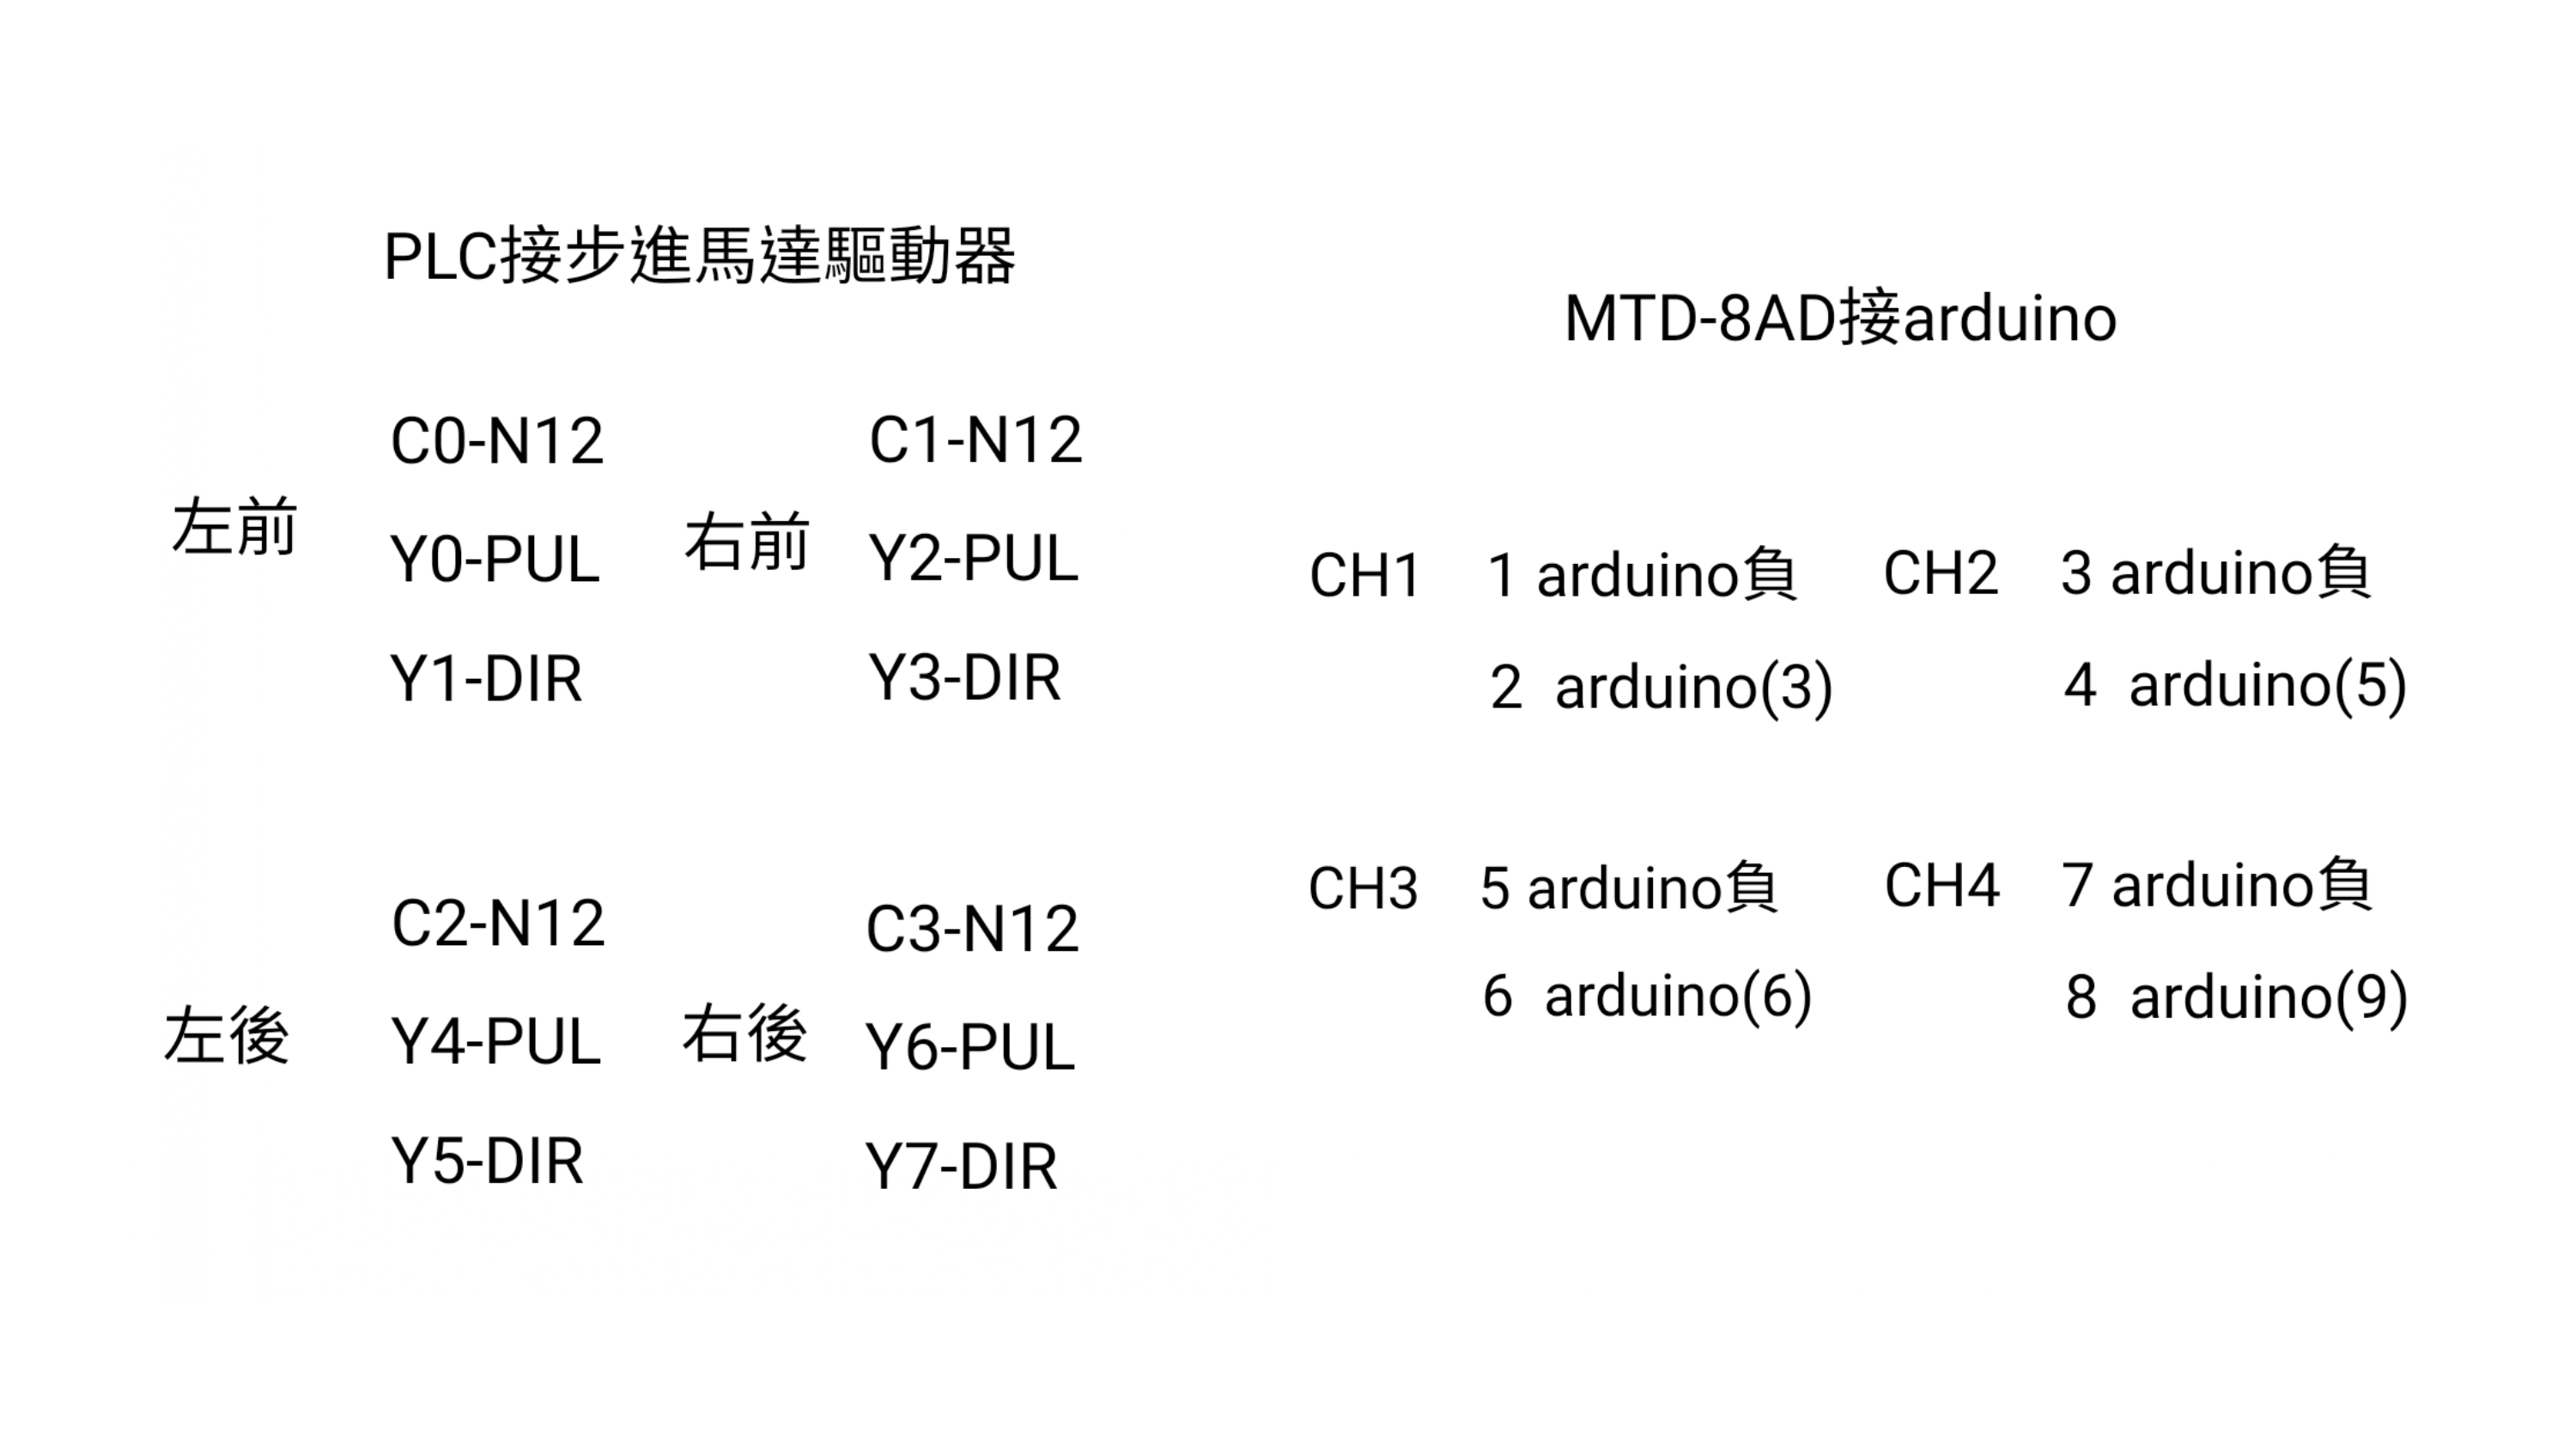 PLC接步進馬達驅動器
左前
C0-N12
Y0-PUL
Y1-DIR
右前
C1-N12
Y2-PUL
Y3-DIR
左後
C2-N12
Y4-PUL
Y5-DIR
右後
C3-N12
Y6-PUL
Y7-DIR
MTD-8AD接arduino
CH1 1 arduino負
2 arduino(3)
CH2 3 arduino負
4 arduino(5)
CH3 5 arduino負
6 arduino(6)
CH4 7 arduino負
8 arduino(9)